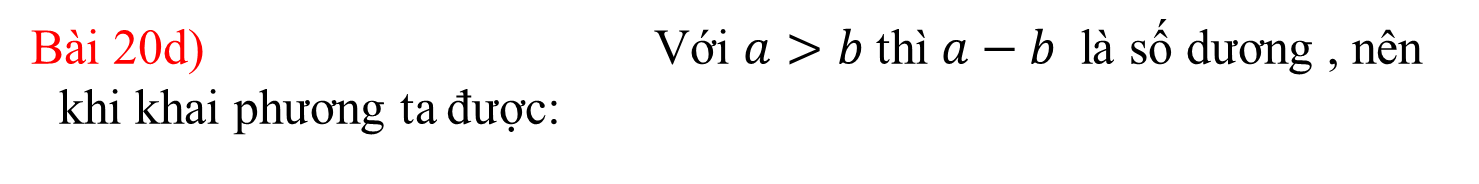 Bài 20d) Với a > b thì a − b là số dương , nên
khi khai phương ta được: